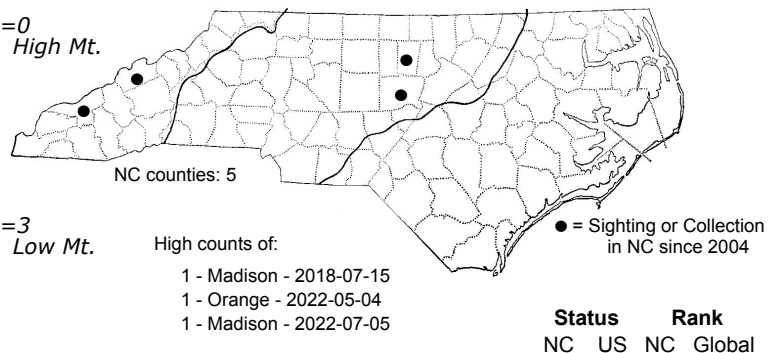 =0
High Mt.
NC counties: 5
=3
Low Mt.
High counts of:
1 - Madison - 2018-07-15
1 - Orange - 2022-05-04
1 - Madison - 2022-07-05
● = Sighting or Collection
in NC since 2004
Status Rank
NC US NC Global